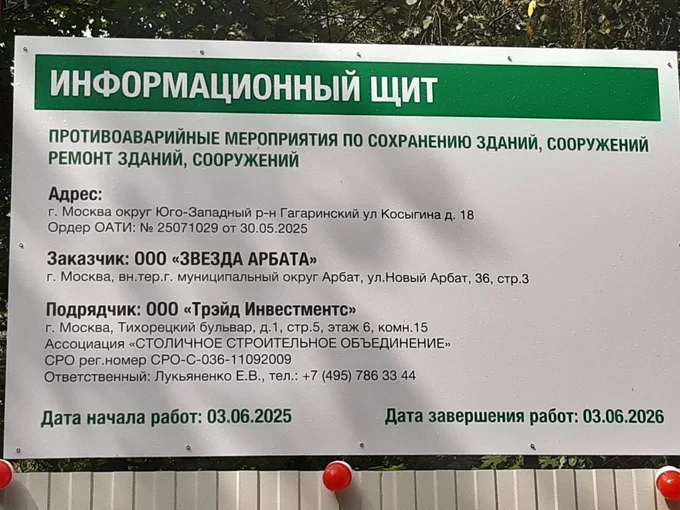 ИНФОРМАЦИОННЫЙ ЩИТ
ПРОТИВОАВАРИЙНЫЕ МЕРОПРИЯТИЯ ПО СОХРАНЕНИЮ ЗДАНИЙ, СООРУЖЕНИЙ
РЕМОНТ ЗДАНИЙ, СООРУЖЕНИЙ
Адрес:
г. Москва округ Юго-Западный р-н Гагаринский ул Косыгина д. 18
Ордер ОАТИ: № 25071029 от 30.05.2025
Заказчик: ООО «ЗВЕЗДА АРБАТА»
г. Москва, вн.тер.г. муниципальный округ Арбат, ул.Новый Арбат, 36, стр.3
Подрядчик: ООО «Трэйд Инвестментс»
г. Москва, Тихорецкий бульвар, д.1, стр.5, этаж 6, комн.15
Ассоциация «СТОЛИЧНОЕ СТРОИТЕЛЬНОЕ ОБЪЕДИНЕНИЕ»
СРО рег.номер СРО-С-036-11092009
Ответственный: Лукьяненко Е.В., тел.: +7 (495) 786 33 44
Дата начала работ: 03.06.2025 Дата завершения работ: 03.06.2026